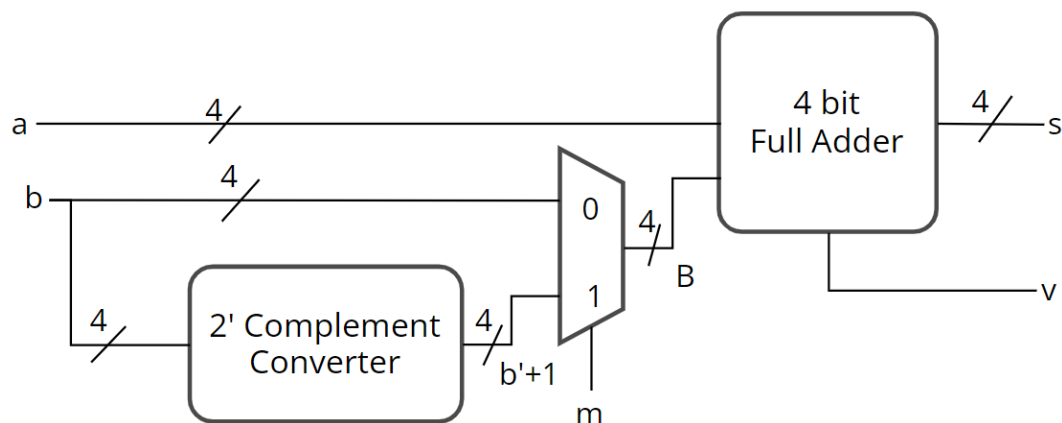 4 bit
Full Adder
4
4
a
s
4
b
0
4
B
v
1
2' Complement
Converter
4
4
b'+1
m